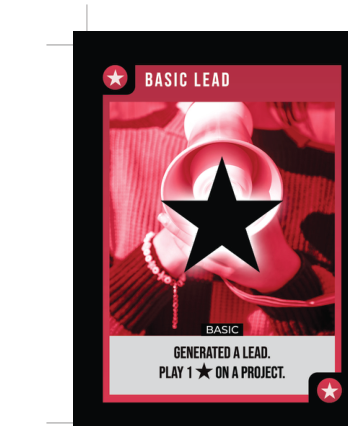 BASIC LEAD
BASIC
GENERATED A LEAD.
PLAY 1 ★ ON A PROJECT.